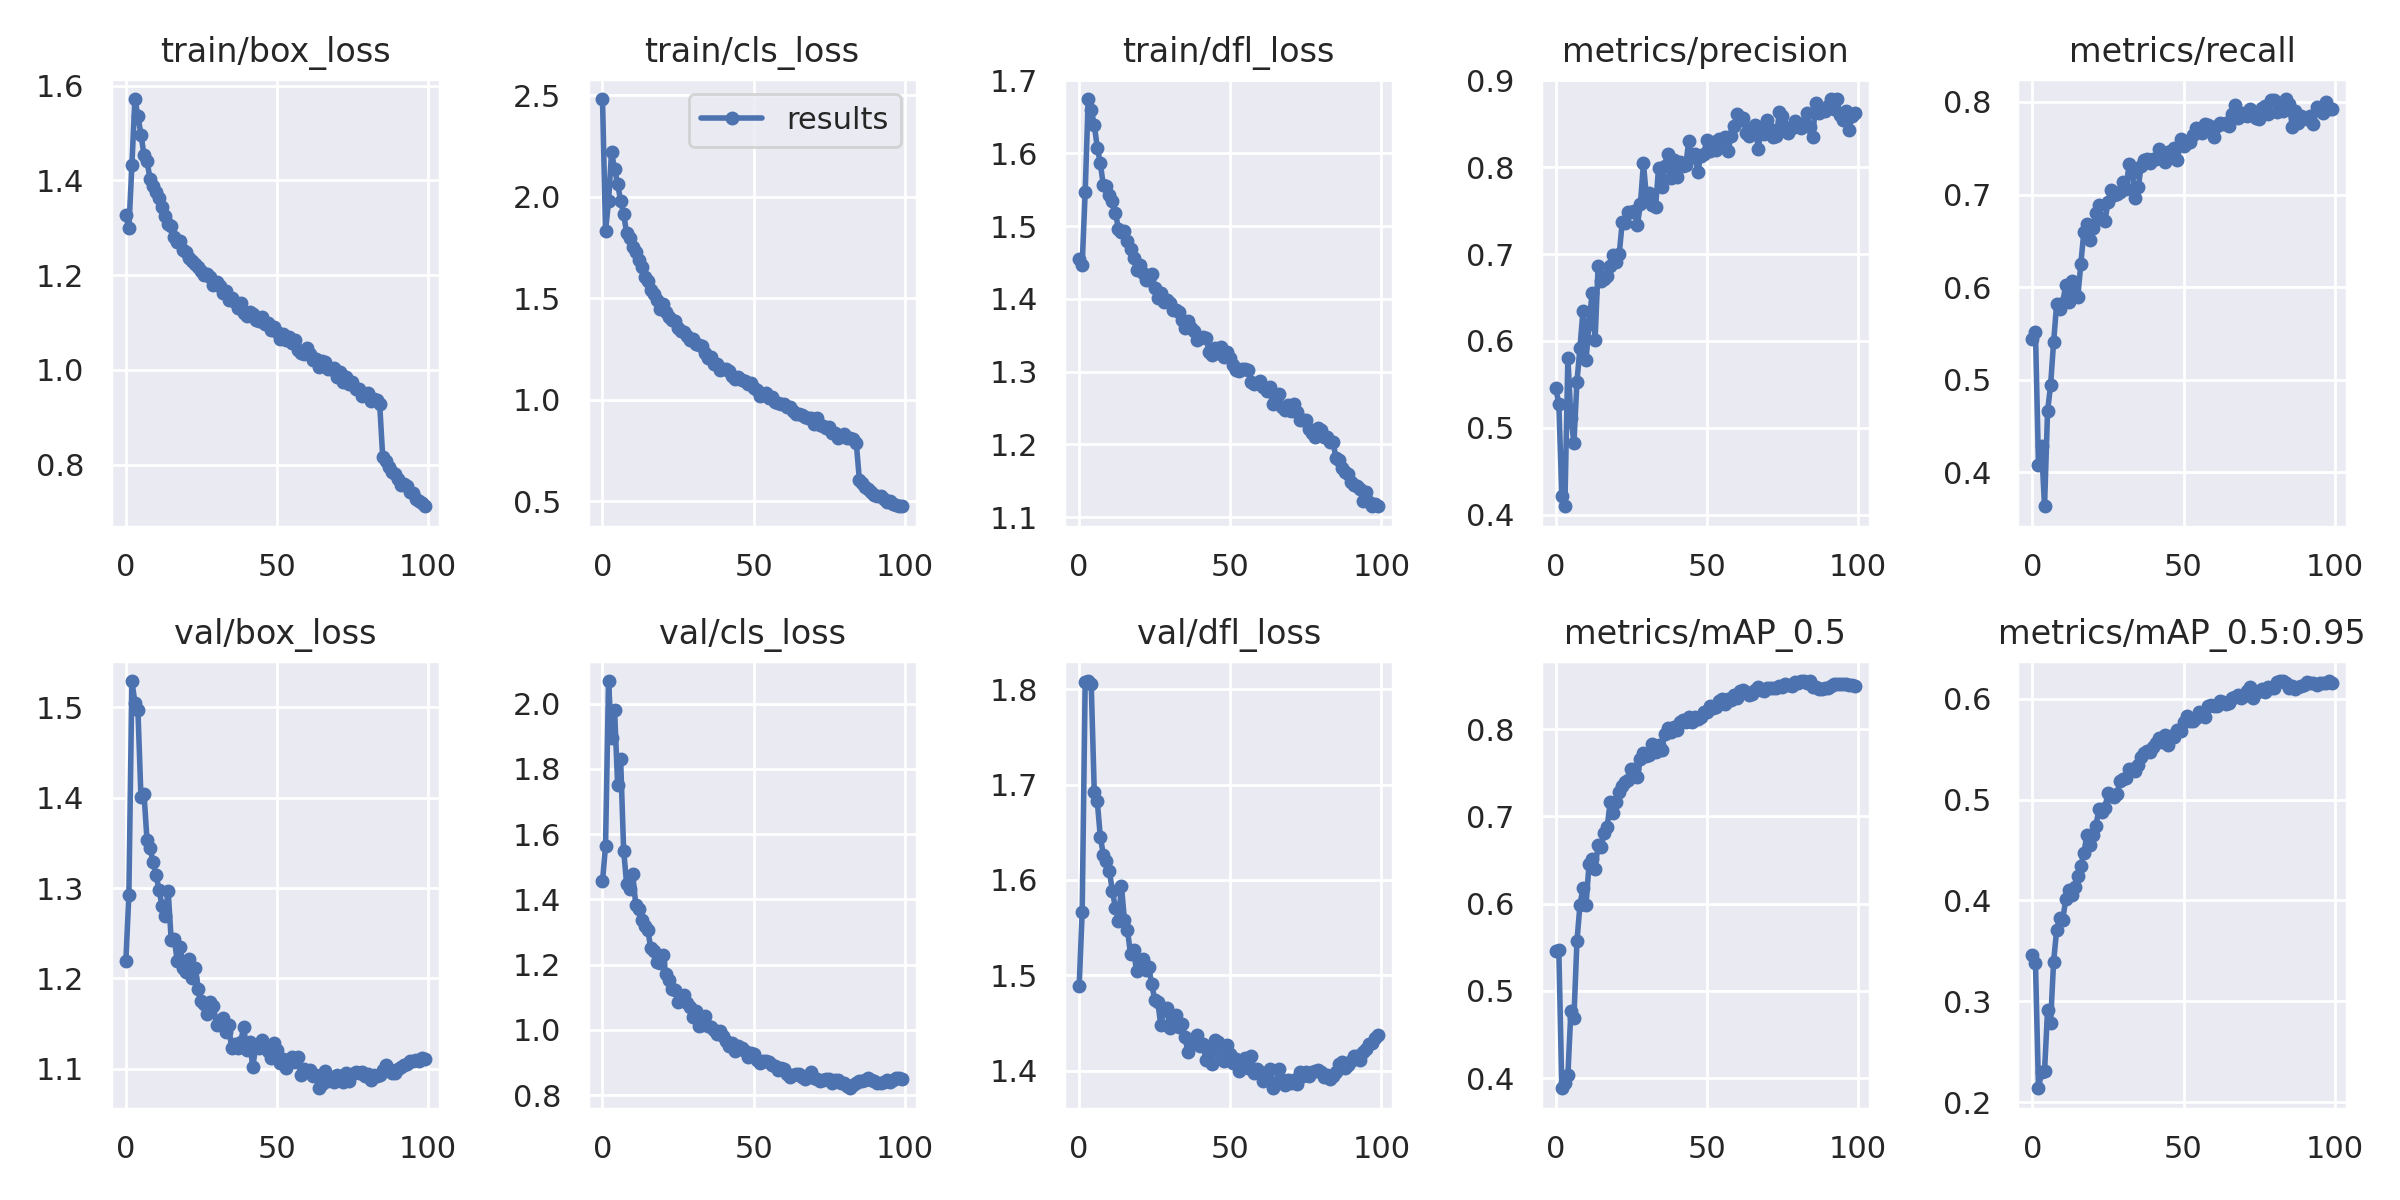 train/box_loss
1.6
1.4
1.2
1.0
0.8
0 50 100
train/cls_loss
results
2.5
2.0
1.5
1.0
0.5
0 50 100
train/dfl_loss
1.7
1.6
1.5
1.4
1.3
1.2
1.1
0 50 100
metrics/precision
0.9
0.8
0.7
0.6
0.5
0.4
0 50 100
metrics/recall
0.8
0.7
0.6
0.5
0.4
0 50 100
val/box_loss
1.5
1.4
1.3
1.2
1.1
0 50 100
val/cls_loss
2.0
1.8
1.6
1.4
1.2
1.0
0.8
0 50 100
val/dfl_loss
1.8
1.7
1.6
1.5
1.4
0 50 100
metrics/mAP_0.5
0.8
0.7
0.6
0.5
0.4
0 50 100
metrics/mAP_0.5:0.95
0.6
0.5
0.4
0.3
0.2
0 50 100